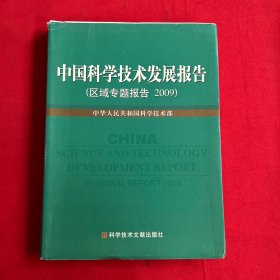 中国科学技术发展报告
(区域专题报告 2009)
中华人民共和国科学技术部
CHINA
SCIENCE AND TECHNOLOGY
DEVELOPMENT REPORT
REGIONAL REPORT 2009
科学技术文献出版社